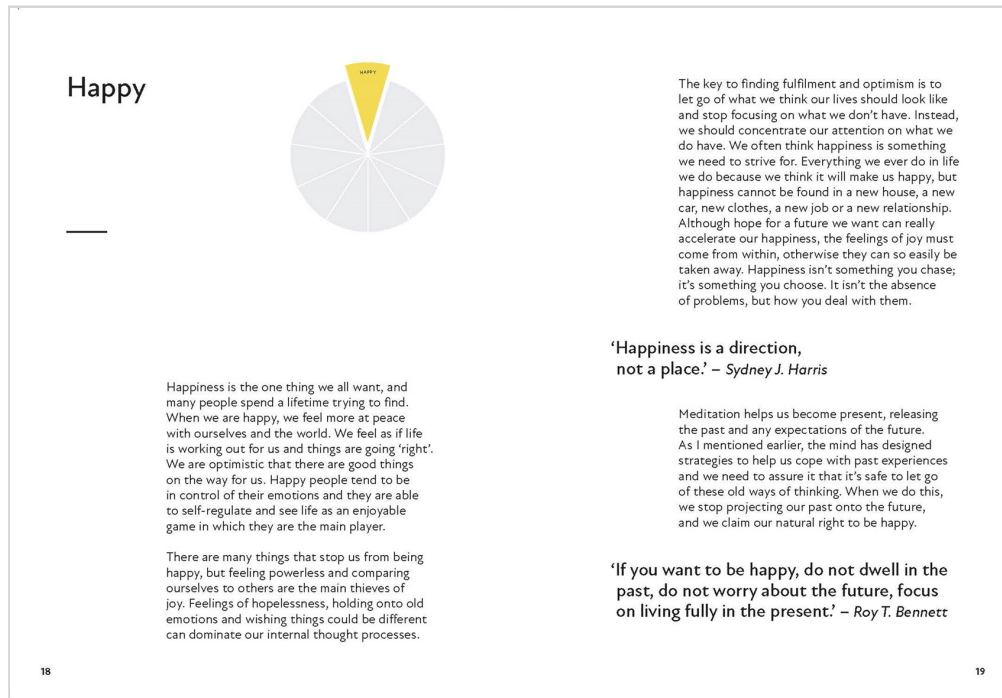 Happy
HAPPY
Happiness is the one thing we all want, and
many people spend a lifetime trying to find.
When we are happy, we feel more at peace
with ourselves and the world. We feel as if life
is working out for us and things are going ‘right’.
We are optimistic that there are good things
on the way for us. Happy people tend to be
in control of their emotions and they are able
to self-regulate and see life as an enjoyable
game in which they are the main player.
There are many things that stop us from being
happy, but feeling powerless and comparing
ourselves to others are the main thieves of
joy. Feelings of hopelessness, holding onto old
emotions and wishing things could be different
can dominate our internal thought processes.
18
The key to finding fulfilment and optimism is to
let go of what we think our lives should look like
and stop focusing on what we don’t have. Instead,
we should concentrate our attention on what we
do have. We often think happiness is something
we need to strive for. Everything we ever do in life
we do because we think it will make us happy, but
happiness cannot be found in a new house, a new
car, new clothes, a new job or a new relationship.
Although hope for a future we want can really
accelerate our happiness, the feelings of joy must
come from within, otherwise they can so easily be
taken away. Happiness isn’t something you chase;
it’s something you choose. It isn’t the absence
of problems, but how you deal with them.
‘Happiness is a direction,
not a place.’ – Sydney J. Harris
Meditation helps us become present, releasing
the past and any expectations of the future.
As I mentioned earlier, the mind has designed
strategies to help us cope with past experiences
and we need to assure it that it’s safe to let go
of these old ways of thinking. When we do this,
we stop projecting our past onto the future,
and we claim our natural right to be happy.
‘If you want to be happy, do not dwell in the
past, do not worry about the future, focus
on living fully in the present.’ – Roy T. Bennett
19